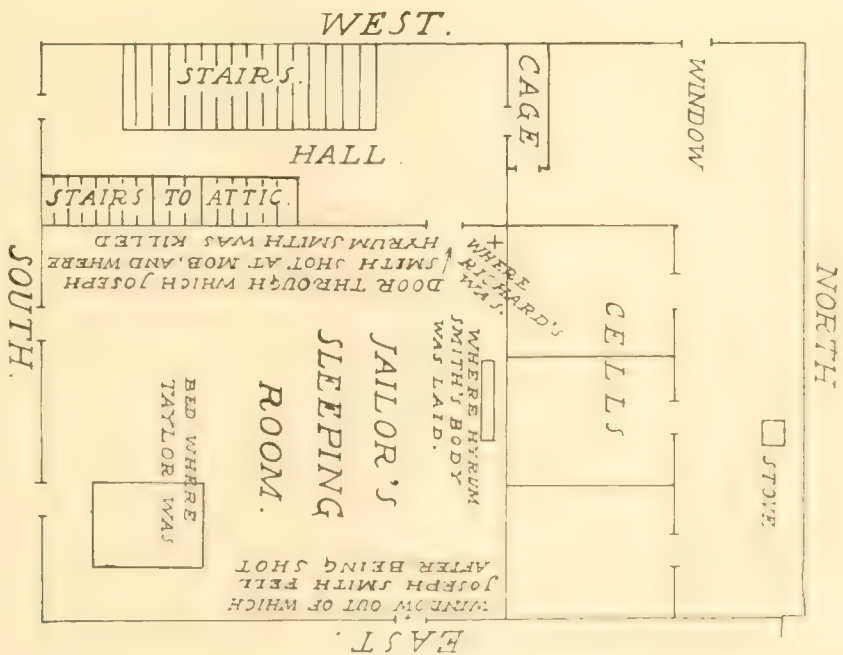 WEST.
STAIRS.
CAGE
WINDOW
HALL.
STAIRS TO ATTIC.
DOOR THROUGH WHICH JOSEPH
SMITH SHOT AT MOB, AND WHERE
HYRUM SMITH WAS KILLED
WHERE
RICHARD'S
WAS.
SOUTH.
NORTH
CELLS
WHERE HYRUM
SMITH'S BODY
WAS LAID.
JAILOR'S
SLEEPING
ROOM.
BED WHERE
TAYLOR WAS
STOVE
WINDOW OUT OF WHICH
JOSEPH SMITH FELL
AFTER BEING SHOT
EAST.